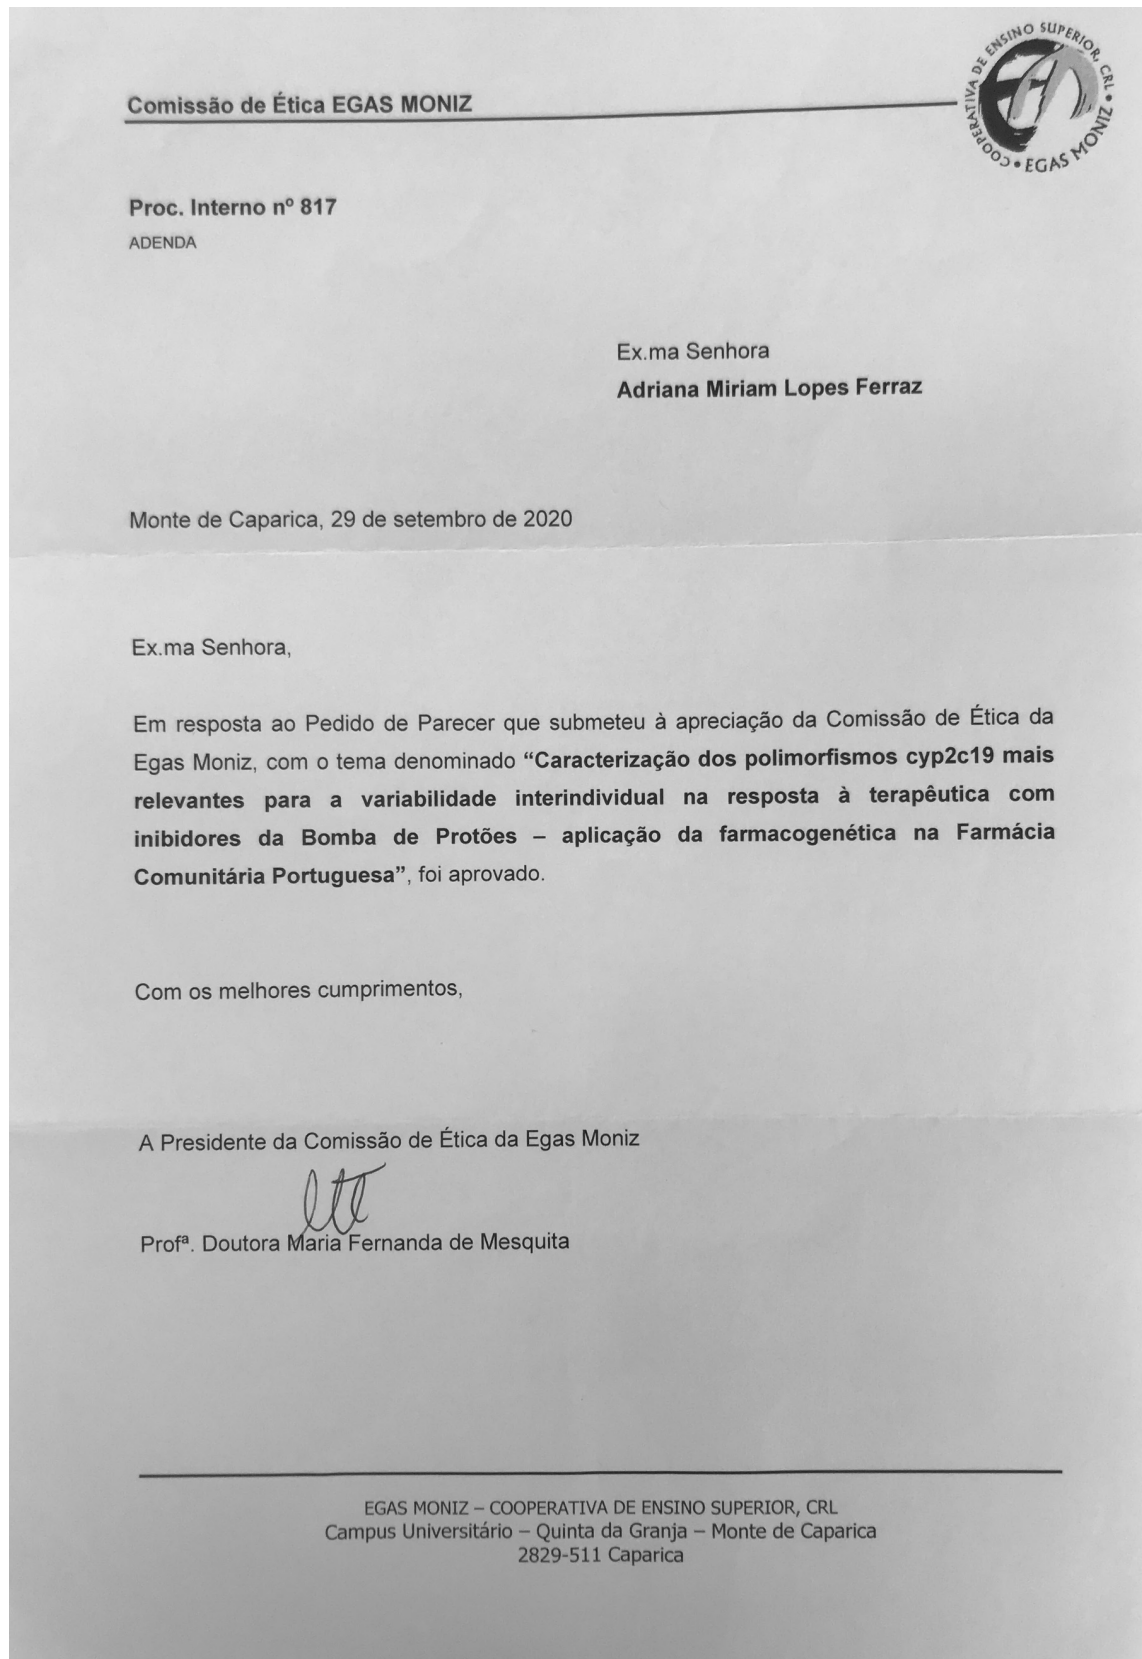 Comissão de Ética EGAS MONIZ
COOPERATIVA DE ENSINO SUPERIOR, CRL • EGAS MONIZ •
Proc. Interno nº 817
ADENDA
Ex.ma Senhora
Adriana Miriam Lopes Ferraz
Monte de Caparica, 29 de setembro de 2020
Ex.ma Senhora,
Em resposta ao Pedido de Parecer que submeteu à apreciação da Comissão de Ética da
Egas Moniz, com o tema denominado “Caracterização dos polimorfismos cyp2c19 mais
relevantes para a variabilidade interindividual na resposta à terapêutica com
inibidores da Bomba de Protões – aplicação da farmacogenética na Farmácia
Comunitária Portuguesa”, foi aprovado.
Com os melhores cumprimentos,
A Presidente da Comissão de Ética da Egas Moniz
Profª. Doutora Maria Fernanda de Mesquita
EGAS MONIZ – COOPERATIVA DE ENSINO SUPERIOR, CRL
Campus Universitário – Quinta da Granja – Monte de Caparica
2829-511 Caparica